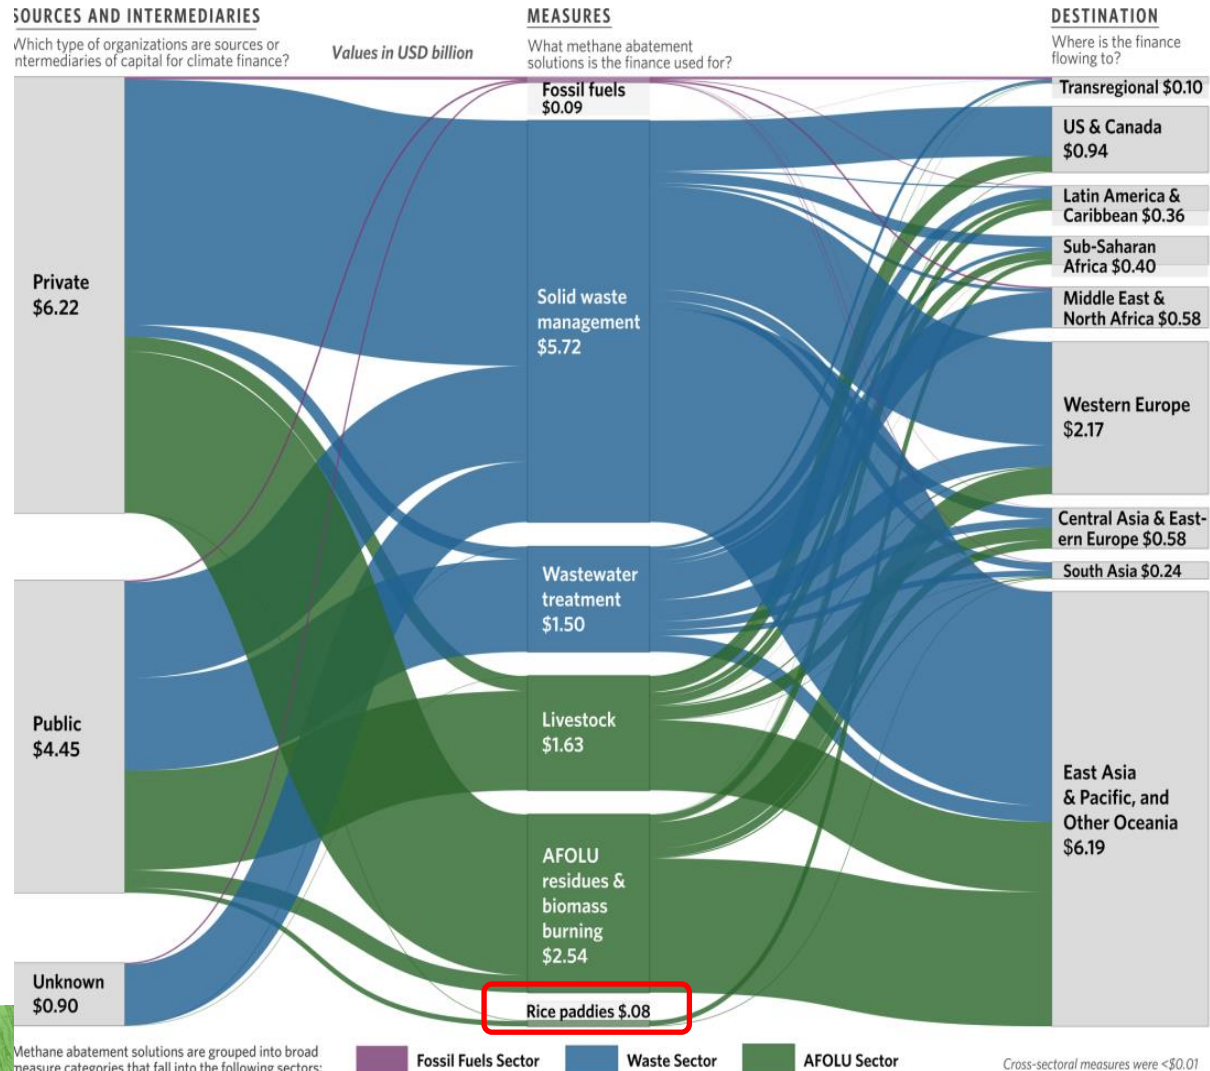 SOURCES AND INTERMEDIARIES
Which type of organizations are sources or
intermediaries of capital for climate finance?
Values in USD billion
MEASURES
What methane abatement
solutions is the finance used for?
DESTINATION
Where is the finance
flowing to?
Private
$6.22
Public
$4.45
Unknown
$0.90
Fossil fuels
$0.09
Solid waste
management
$5.72
Wastewater
treatment
$1.50
Livestock
$1.63
AFOLU
residues &
biomass
burning
$2.54
Rice paddies $.08
Transregional $0.10
US & Canada
$0.94
Latin America &
Caribbean $0.36
Sub-Saharan
Africa $0.40
Middle East &
North Africa $0.58
Western Europe
$2.17
Central Asia & East-
ern Europe $0.58
South Asia $0.24
East Asia
& Pacific, and
Other Oceania
$6.19
Methane abatement solutions are grouped into broad
measure categories that fall into the following sectors:
Fossil Fuels Sector
Waste Sector
AFOLU Sector
Cross-sectoral measures were <$0.01